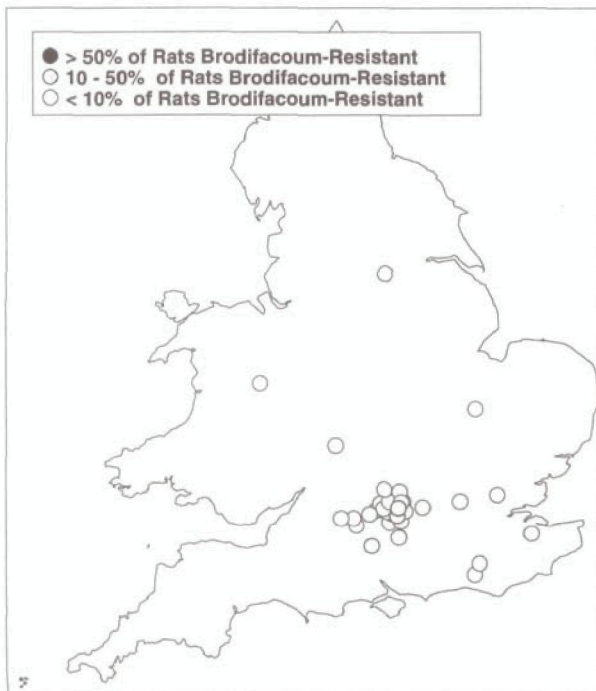 > 50% of Rats Brodifacoum-Resistant
10 - 50% of Rats Brodifacoum-Resistant
< 10% of Rats Brodifacoum-Resistant